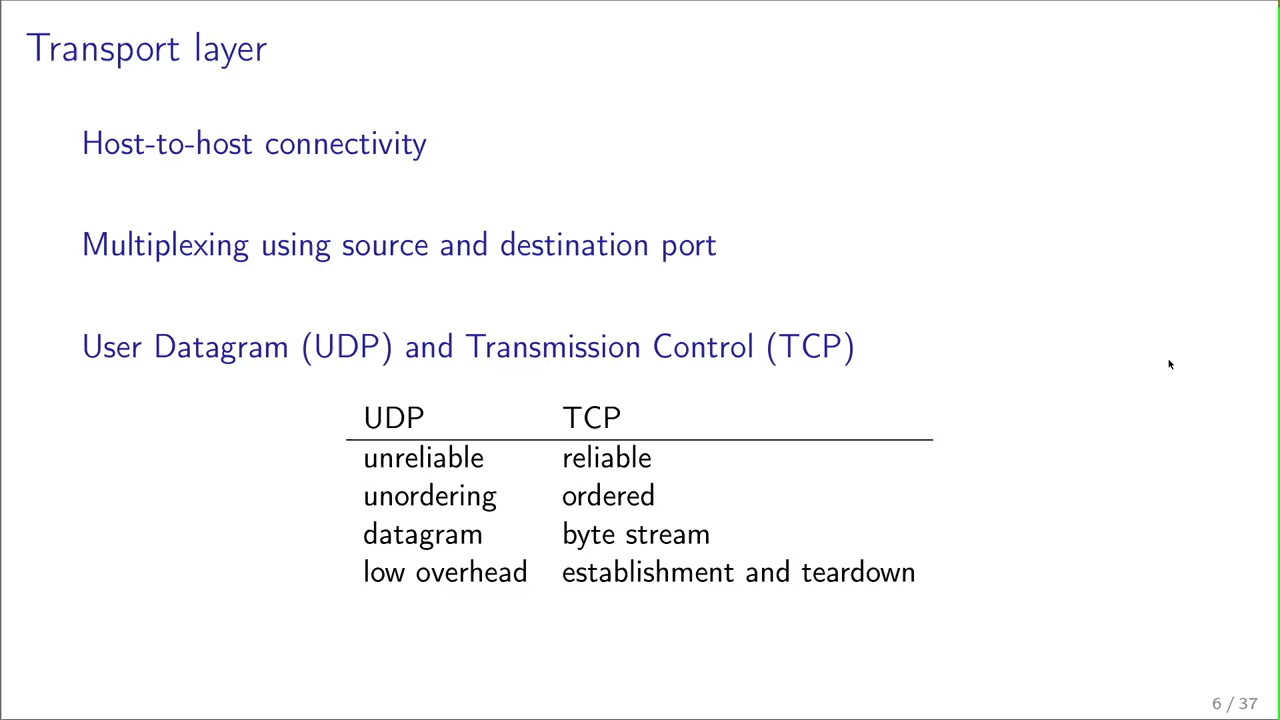 Transport layer
Host-to-host connectivity
Multiplexing using source and destination port
User Datagram (UDP) and Transmission Control (TCP)
UDP TCP
unreliable reliable
unordering ordered
datagram byte stream
low overhead establishment and teardown
6 / 37